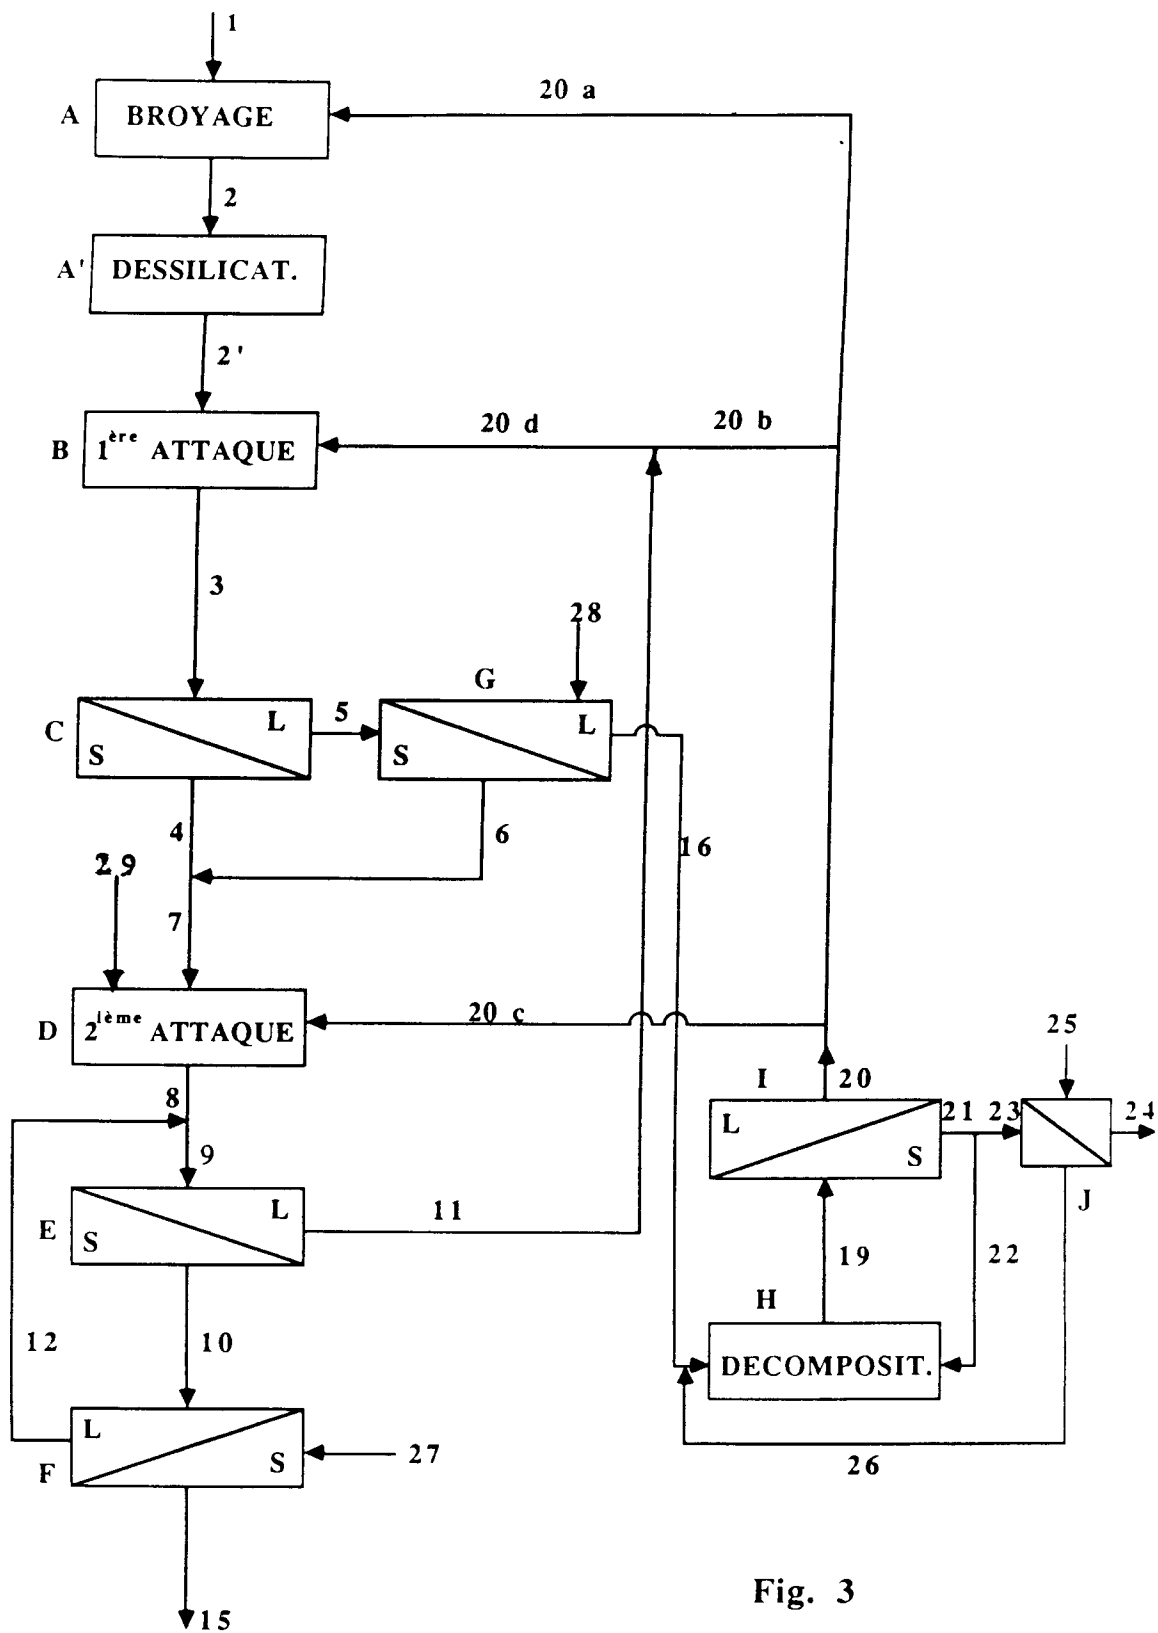 1
20 a
A
BROYAGE
2
A'
DESSILICAT.
2'
B
1ère ATTAQUE
20 d
20 b
3
28
G
C
L
S
5
L
S
4
6
16
29
7
D
2ième ATTAQUE
20 c
25
I
20
8
L
S
21
23
24
J
9
E
L
S
11
19
22
H
12
10
DECOMPOSIT.
L
S
F
27
26
15
Fig. 3